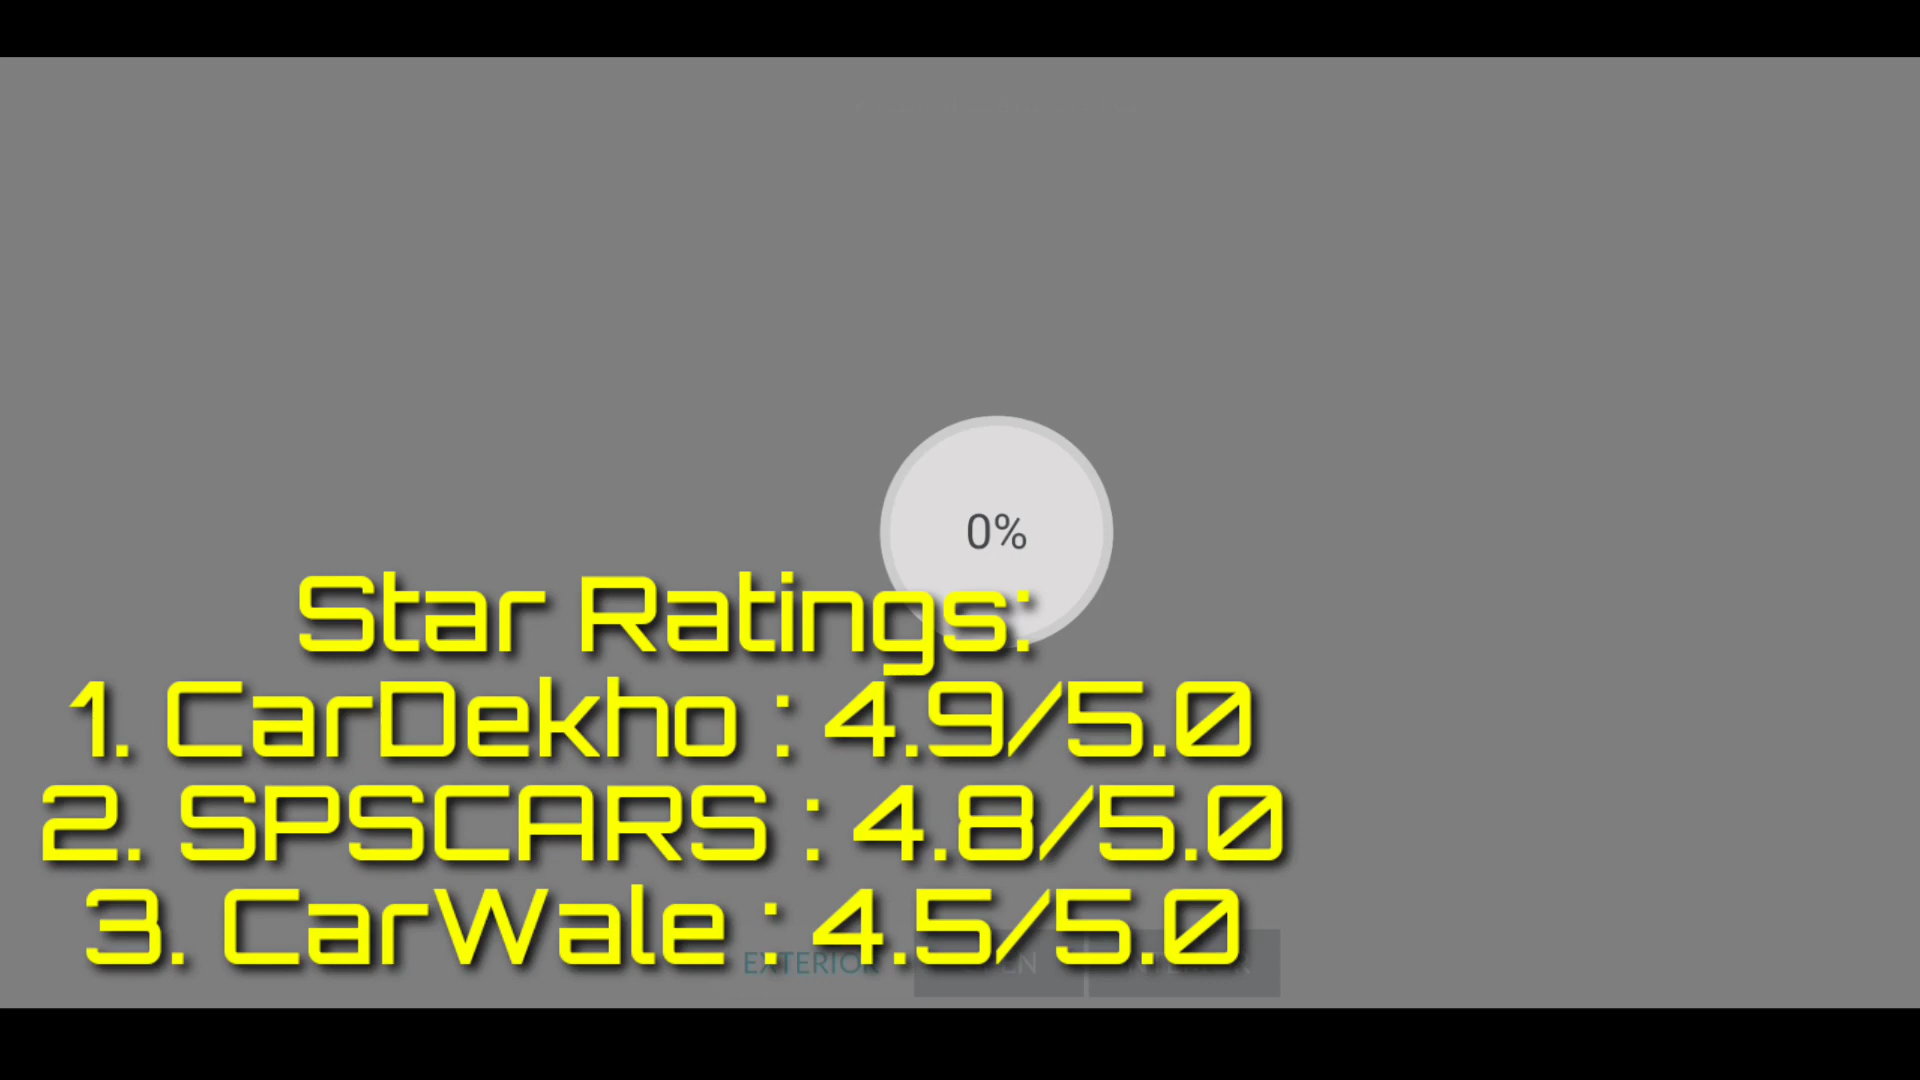 0%
Star Ratings:
1. CarDekho : 4.9/5.0
2. SPSCARS : 4.8/5.0
3. CarWale : 4.5/5.0
EXTERIOR